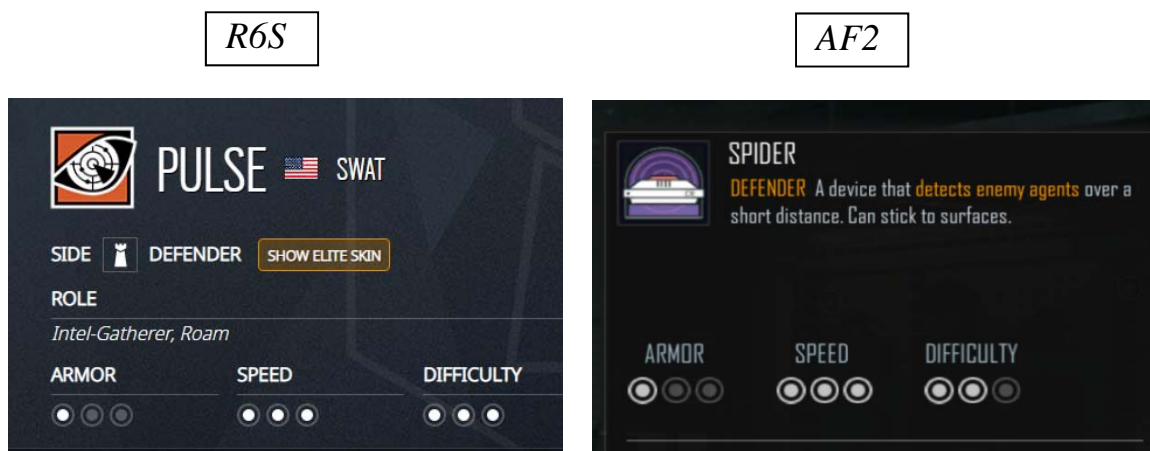 R6S
AF2
PULSE SWAT
SIDE DEFENDER SHOW ELITE SKIN
ROLE
Intel-Gatherer, Roam
ARMOR SPEED DIFFICULTY
SPIDER
DEFENDER A device that detects enemy agents over a
short distance. Can stick to surfaces.
ARMOR SPEED DIFFICULTY